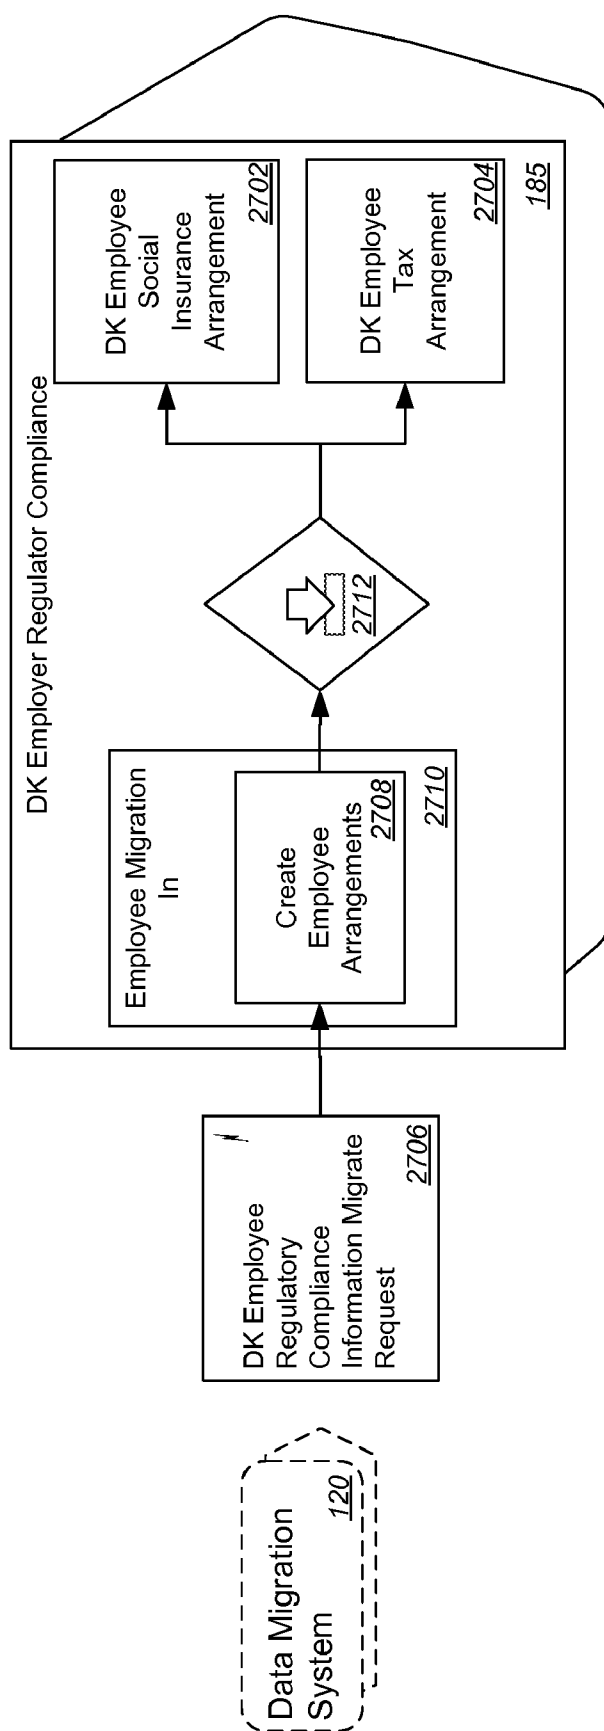 Data Migration
System
120
DK Employee
Regulatory
Compliance
Information Migrate
Request
2706
DK Employer Regulator Compliance
Employee Migration
In
Create
Employee
Arrangements
2708
2710
2712
DK Employee
Social
Insurance
Arrangement
2702
DK Employee
Tax
Arrangement
2704
185